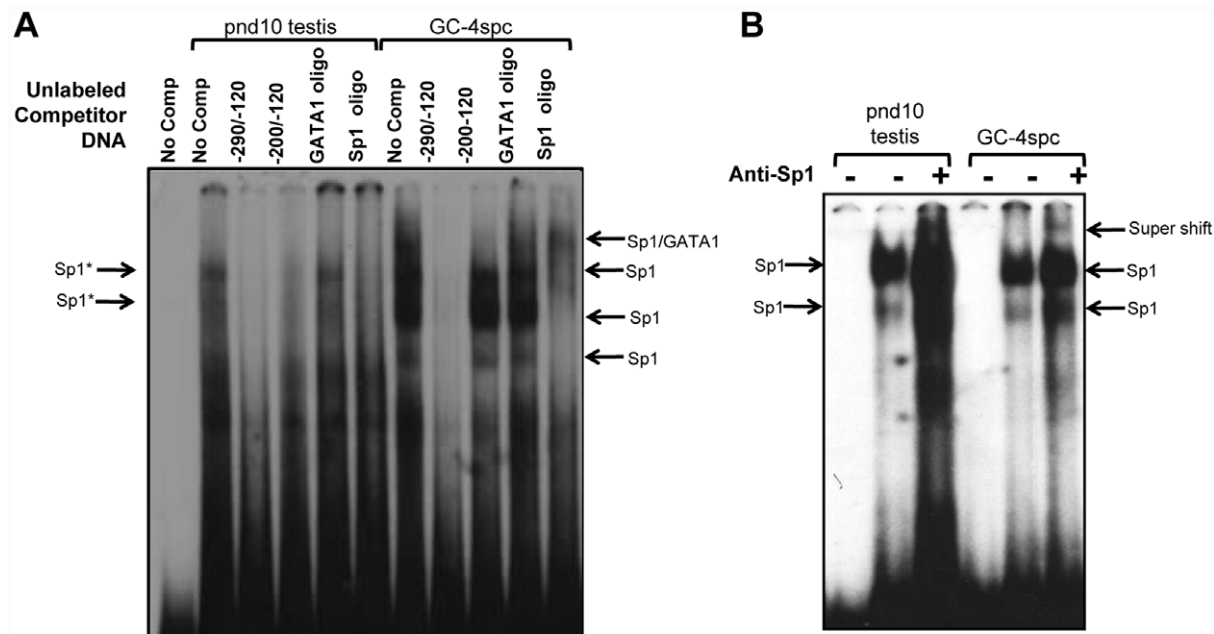 A
pnd10 testis
GC-4spc
Unlabeled
Competitor
DNA
No Comp
No Comp
-290/-120
-200/-120
GATA1 oligo
Sp1 oligo
No Comp
-290/-120
-200-120
GATA1 oligo
Sp1 oligo
Sp1*
Sp1*
Sp1/GATA1
Sp1
Sp1
Sp1
B
pnd10
testis
GC-4spc
Anti-Sp1
- - + - - +
Super shift
Sp1
Sp1
Sp1
Sp1